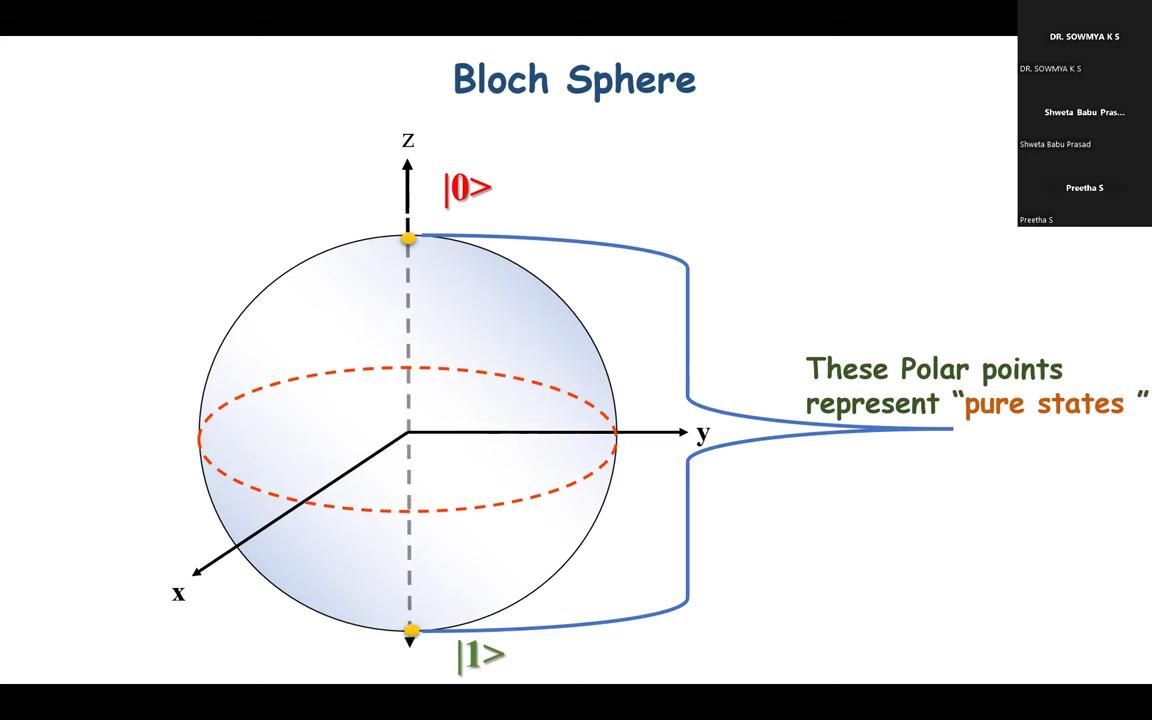 Bloch Sphere
z
|0>
These Polar points
represent “pure states ”
y
x
|1>
DR. SOWMYA K S
DR. SOWMYA K S
Shweta Babu Pras...
Shweta Babu Prasad
Preetha S
Preetha S